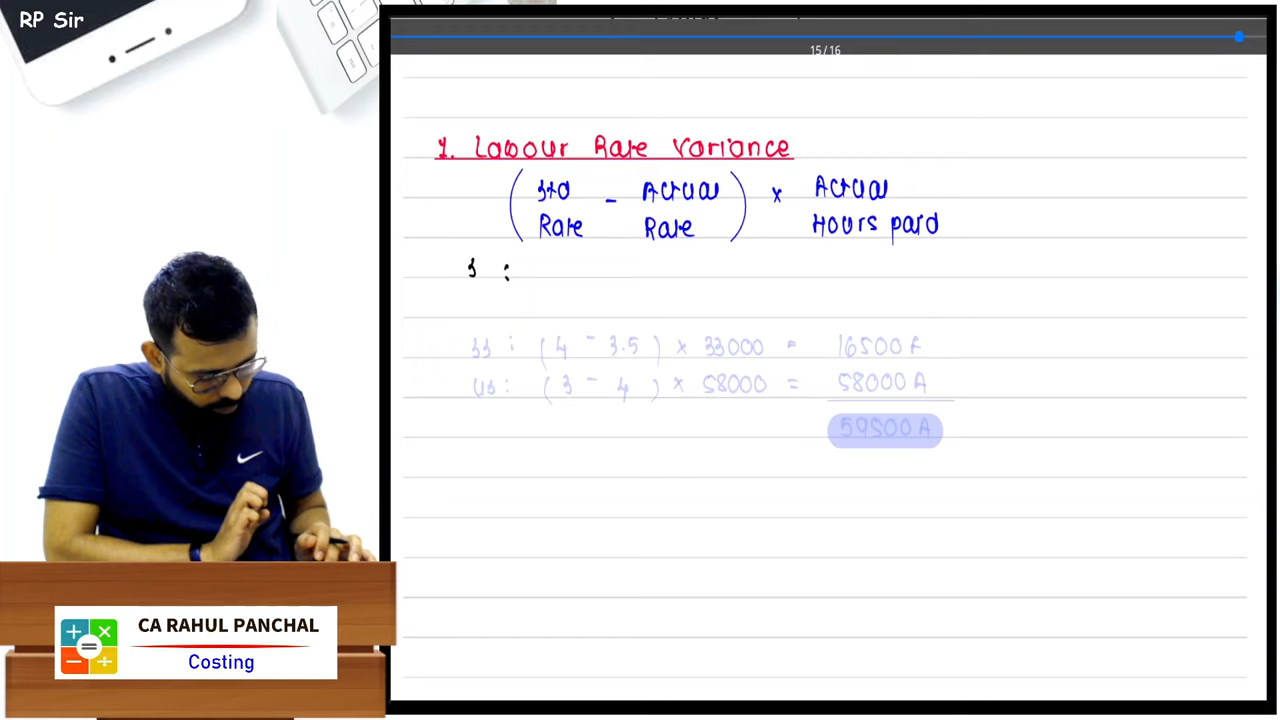 RP Sir
15 / 16
1. Labour Rate Variance
( Std Rate - Actual Rate ) x Actual Hours paid
S :
SS : ( 4 - 3.5 ) x 33000 = 16500 F
US : ( 3 - 4 ) x 58000 = 58000 A
59500 A
CA RAHUL PANCHAL
Costing